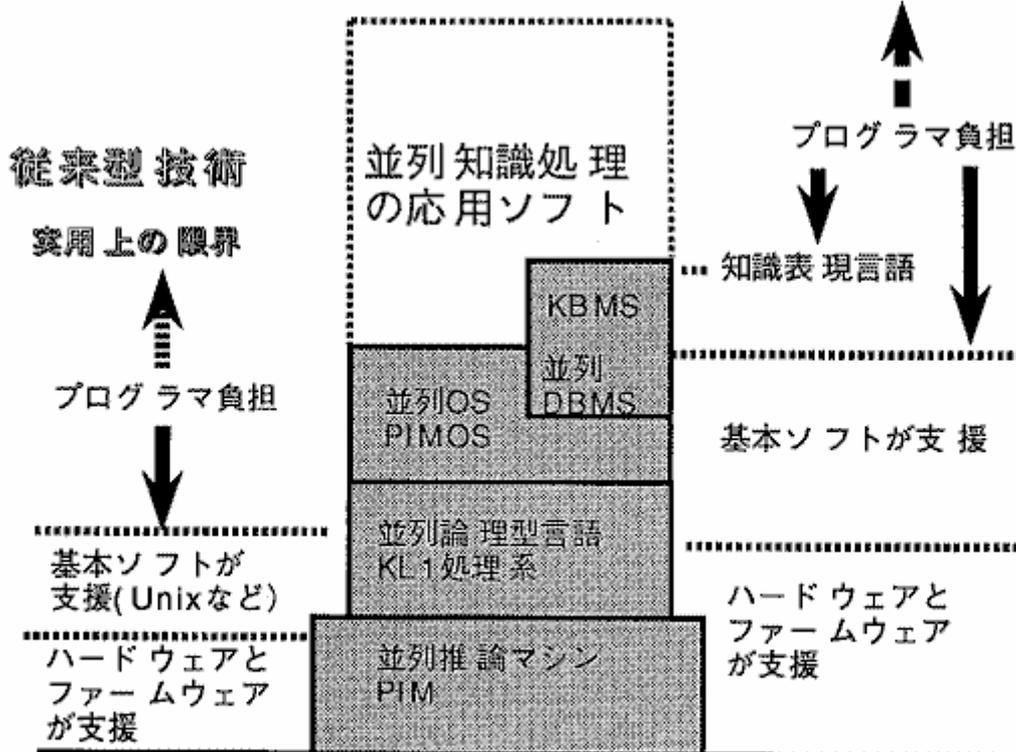 従来型技術
実用上の限界
プログラマ負担
基本ソフトが
支援(Unixなど)
ハードウェアと
ファームウェア
が支援
並列知識処理
の応用ソフト
KBMS
並列
DBMS
並列OS
PIMOS
並列論理型言語
KL1処理系
並列推論マシン
PIM
プログラマ負担
知識表現言語
基本ソフトが支援
ハードウェアと
ファームウェア
が支援